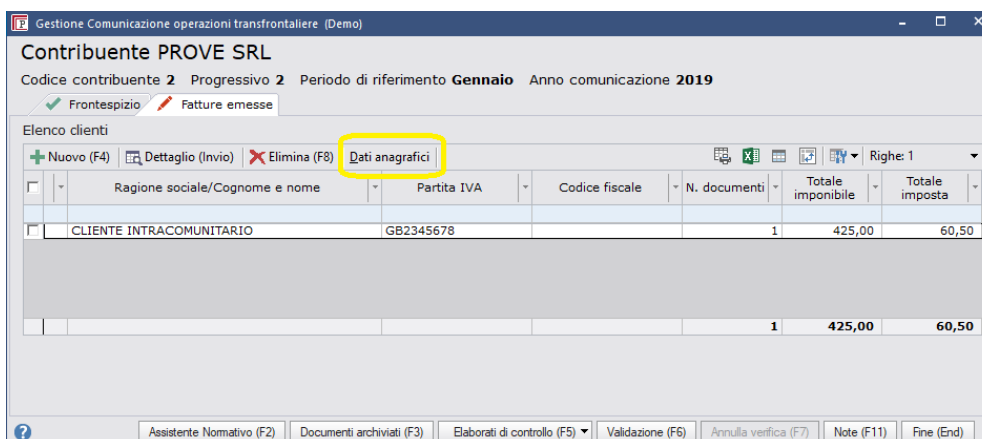 Gestione Comunicazione operazioni transfrontaliere (Demo)
Contribuente PROVE SRL
Codice contribuente 2 Progressivo 2 Periodo di riferimento Gennaio Anno comunicazione 2019
Frontespizio Fatture emesse
Elenco clienti
Nuovo (F4) Dettaglio (Invio) Elimina (F8) Dati anagrafici Righe: 1
Ragione sociale/Cognome e nome Partita IVA Codice fiscale N. documenti Totale imponibile Totale imposta
CLIENTE INTRACOMUNITARIO GB2345678 1 425,00 60,50
1 425,00 60,50
Assistente Normativo (F2) Documenti archiviati (F3) Elaborati di controllo (F5) Validazione (F6) Annulla verifica (F7) Note (F11) Fine (End)